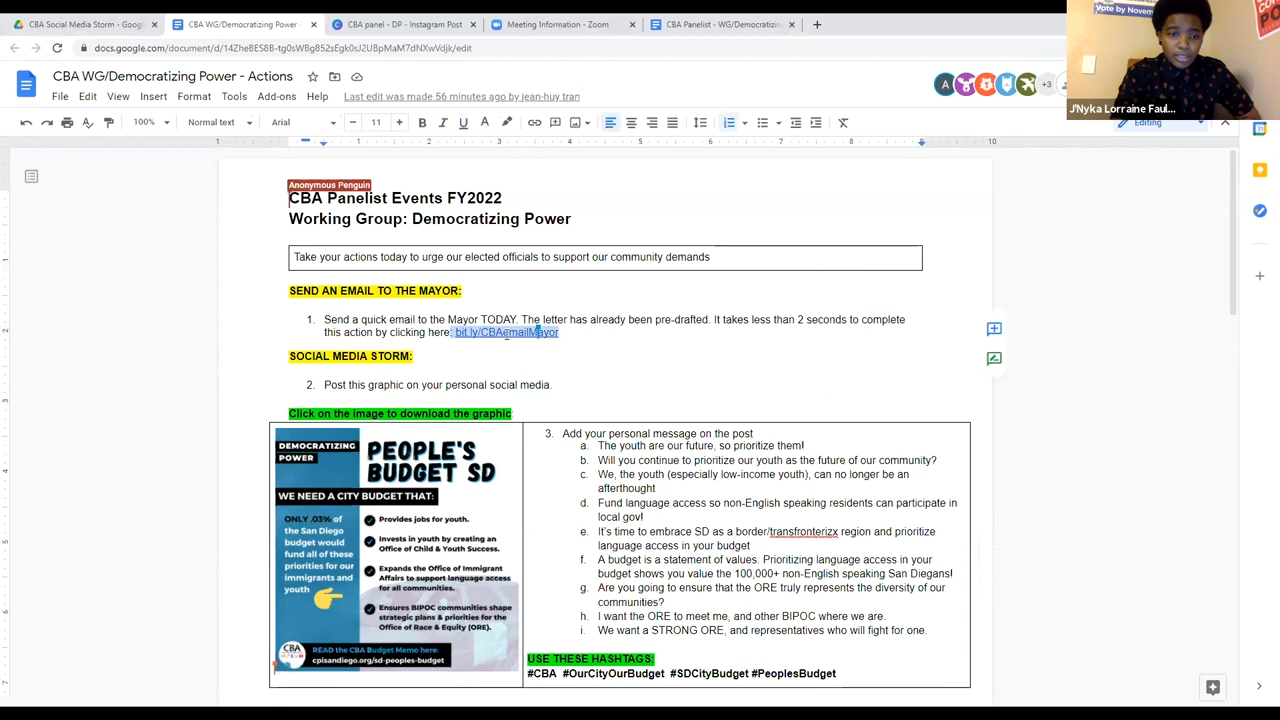 CBA Social Media Storm - Googl
CBA WG/Democratizing Power -
CBA panel - DP - Instagram Post
Meeting Information - Zoom
CBA Panelist - WG/Democratizin
Vote by Novem
docs.google.com/document/d/14ZheBES8B-tg0sWBg852sEgk0sJ2UBpMaM7dNXwVdjk/edit
CBA WG/Democratizing Power - Actions
File Edit View Insert Format Tools Add-ons Help Last edit was made 56 minutes ago by jean-huy tran
A +3
J'Nyka Lorraine Faul...
100% Normal text Arial 11 Editing
1 1 2 3 4 5 6 7 8 9 10
Anonymous Penguin
CBA Panelist Events FY2022
Working Group: Democratizing Power
Take your actions today to urge our elected officials to support our community demands
SEND AN EMAIL TO THE MAYOR:
1. Send a quick email to the Mayor TODAY. The letter has already been pre-drafted. It takes less than 2 seconds to complete
this action by clicking here: bit.ly/CBAemailMayor
SOCIAL MEDIA STORM:
2. Post this graphic on your personal social media.
Click on the image to download the graphic
DEMOCRATIZING
POWER
PEOPLE'S
BUDGET SD
WE NEED A CITY BUDGET THAT:
ONLY .03% of
the San Diego
budget would
fund all of these
priorities for our
immigrants and
youth
Provides jobs for youth.
Invests in youth by creating an
Office of Child & Youth Success.
Expands the Office of Immigrant
Affairs to support language access
for all communities.
Ensures BIPOC communities shape
strategic plans & priorities for the
Office of Race & Equity (ORE).
CBA
READ the CBA Budget Memo here:
cpisandiego.org/sd-peoples-budget
3. Add your personal message on the post
a. The youth are our future, so prioritize them!
b. Will you continue to prioritize our youth as the future of our community?
c. We, the youth (especially low-income youth), can no longer be an
afterthought
d. Fund language access so non-English speaking residents can participate in
local gov!
e. It's time to embrace SD as a border/transfronterizx region and prioritize
language access in your budget
f. A budget is a statement of values. Prioritizing language access in your
budget shows you value the 100,000+ non-English speaking San Diegans!
g. Are you going to ensure that the ORE truly represents the diversity of our
communities?
h. I want the ORE to meet me, and other BIPOC where we are.
i. We want a STRONG ORE, and representatives who will fight for one.
USE THESE HASHTAGS:
#CBA #OurCityOurBudget #SDCityBudget #PeoplesBudget